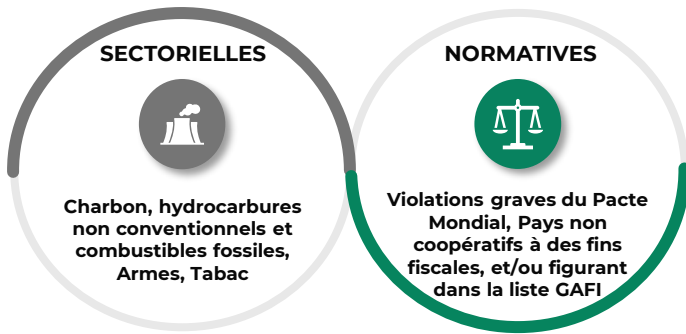 SECTORIELLES
Charbon, hydrocarbures
non conventionnels et
combustibles fossiles,
Armes, Tabac
NORMATIVES
Violations graves du Pacte
Mondial, Pays non
coopératifs à des fins
fiscales, et/ou figurant
dans la liste GAFI